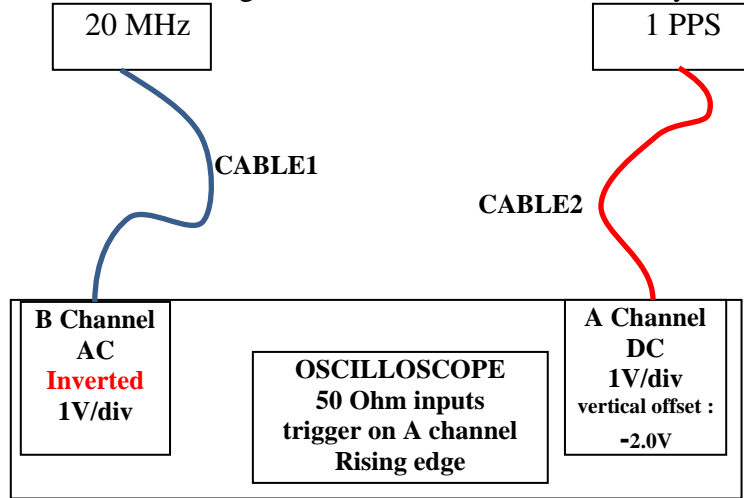 20 MHz
1 PPS
CABLE1
CABLE2
B Channel
AC
Inverted
1V/div
OSCILLOSCOPE
50 Ohm inputs
trigger on A channel
Rising edge
A Channel
DC
1V/div
vertical offset :
-2.0V